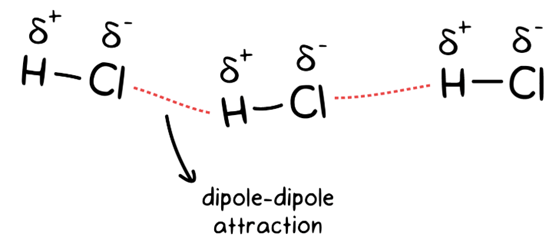 δ+ δ-
H-Cl
δ+ δ-
H-Cl
δ+ δ-
H-Cl
dipole-dipole
attraction